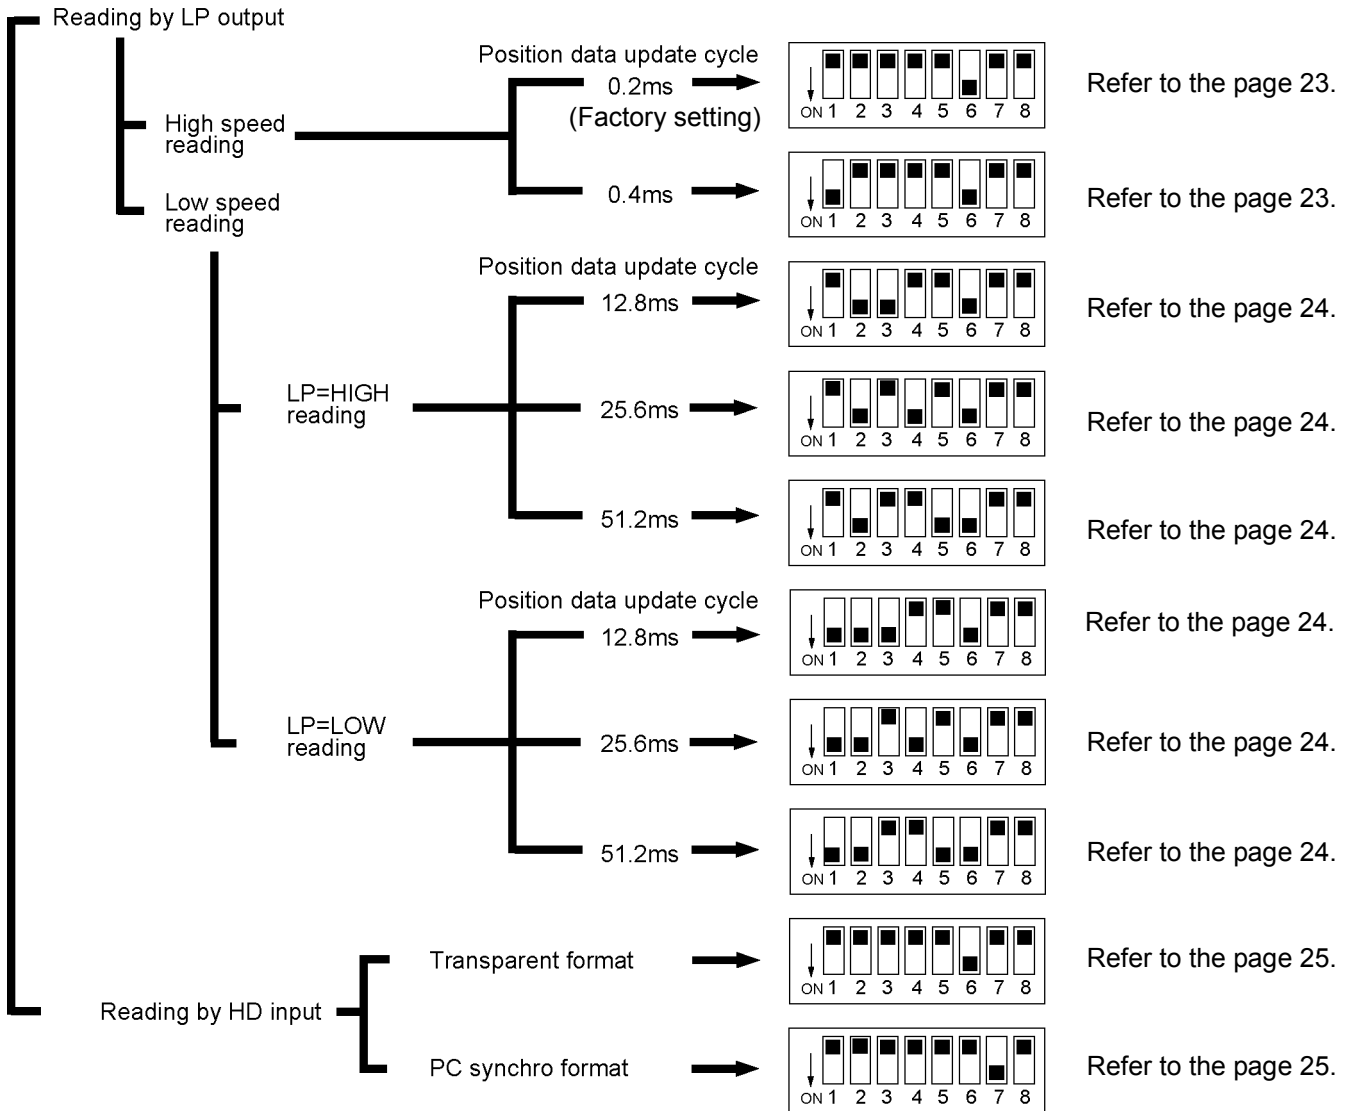 Reading by LP output
Position data update cycle
0.2ms
(Factory setting)
ON 1 2 3 4 5 6 7 8
Refer to the page 23.
High speed
reading
0.4ms
ON 1 2 3 4 5 6 7 8
Refer to the page 23.
Low speed
reading
Position data update cycle
12.8ms
ON 1 2 3 4 5 6 7 8
Refer to the page 24.
LP=HIGH
reading
25.6ms
ON 1 2 3 4 5 6 7 8
Refer to the page 24.
51.2ms
ON 1 2 3 4 5 6 7 8
Refer to the page 24.
Position data update cycle
12.8ms
ON 1 2 3 4 5 6 7 8
Refer to the page 24.
LP=LOW
reading
25.6ms
ON 1 2 3 4 5 6 7 8
Refer to the page 24.
51.2ms
ON 1 2 3 4 5 6 7 8
Refer to the page 24.
Transparent format
ON 1 2 3 4 5 6 7 8
Refer to the page 25.
Reading by HD input
PC synchro format
ON 1 2 3 4 5 6 7 8
Refer to the page 25.